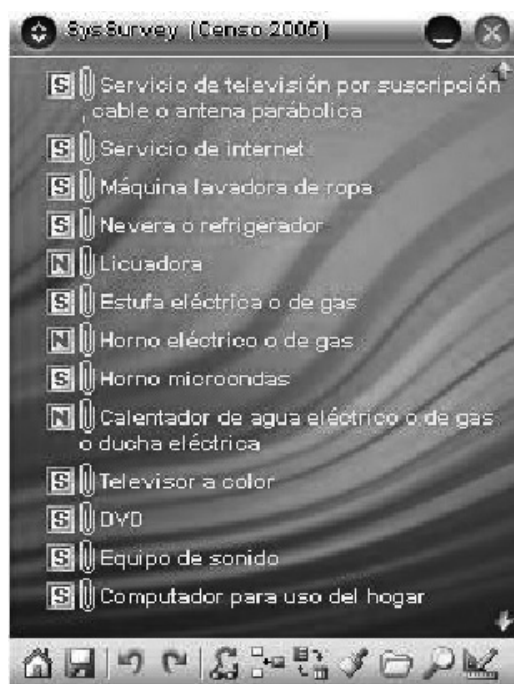 SysSurvey (Censo 2005)
S Servicio de televisión por suscripción
, cable o antena parábolica
S Servicio de internet
S Máquina lavadora de ropa
S Nevera o refrigerador
N Licuadora
S Estufa eléctrica o de gas
N Horno eléctrico o de gas
S Horno microondas
N Calentador de agua eléctrico o de gas
o ducha eléctrica
S Televisor a color
S DVD
S Equipo de sonido
S Computador para uso del hogar